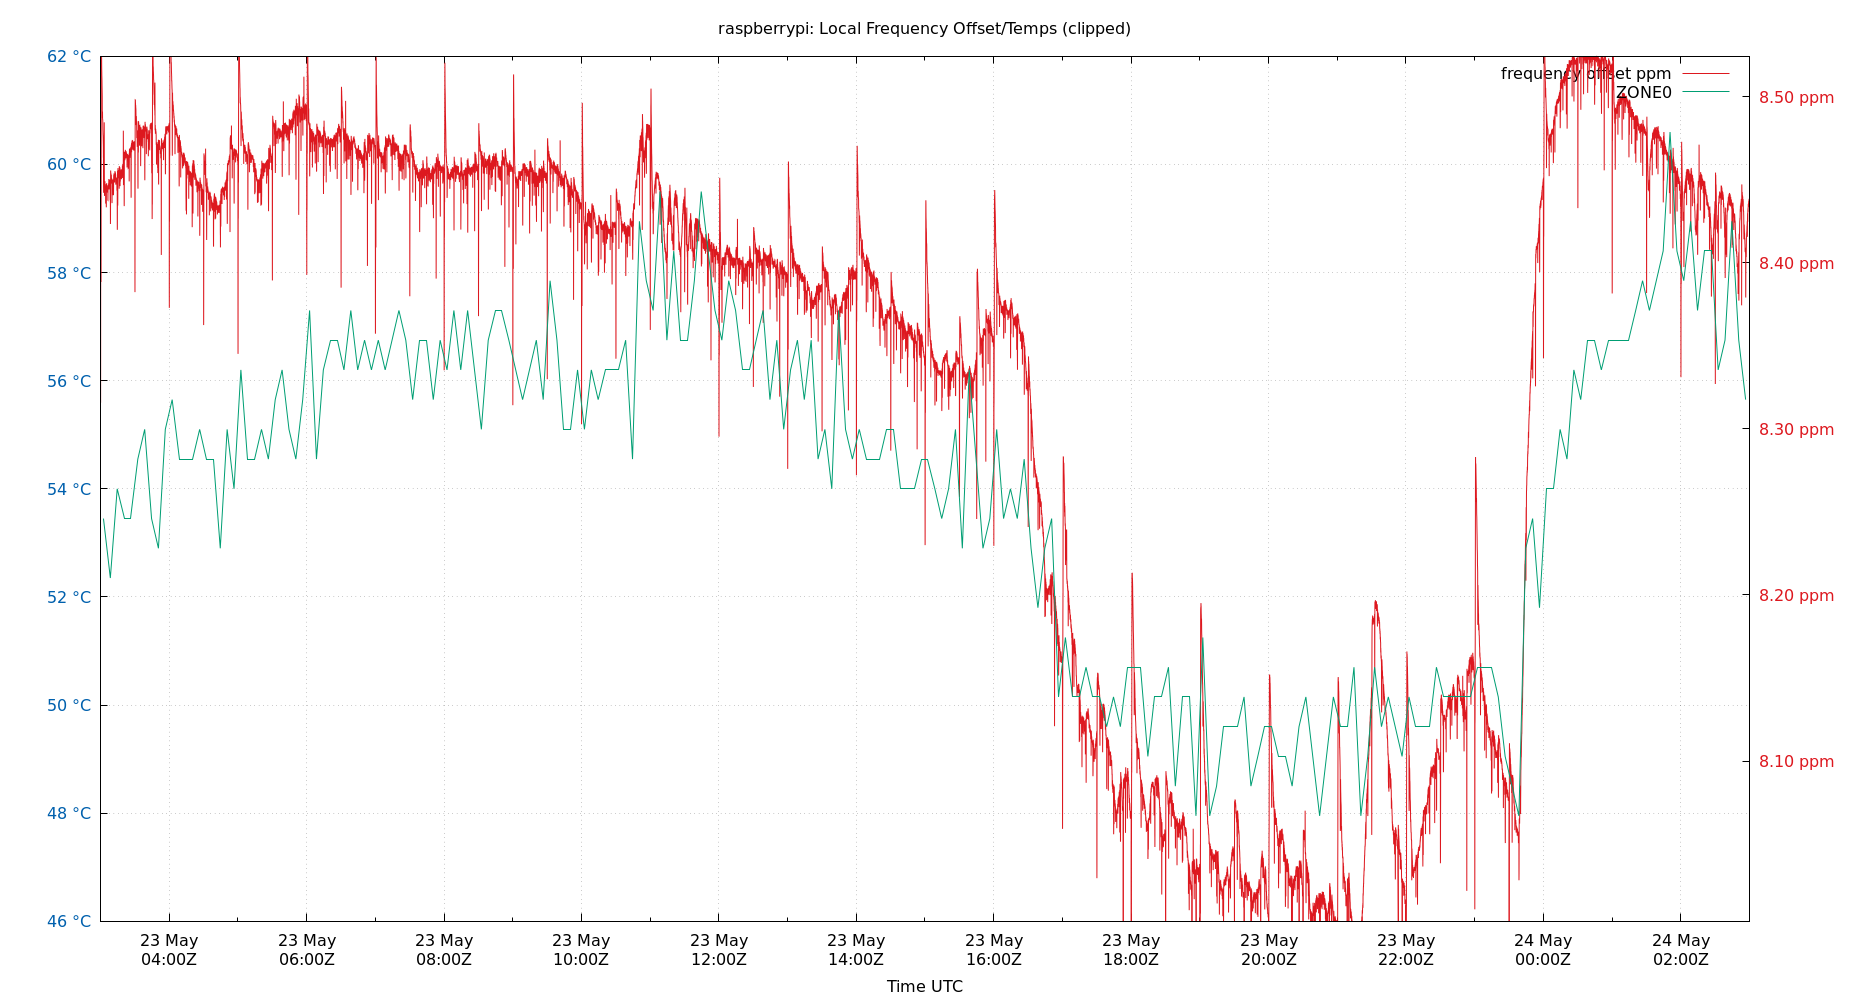 raspberrypi: Local Frequency Offset/Temps (clipped)
62 °C
60 °C
58 °C
56 °C
54 °C
52 °C
50 °C
48 °C
46 °C
frequency offset ppm
ZONE0
8.50 ppm
8.40 ppm
8.30 ppm
8.20 ppm
8.10 ppm
23 May 23 May 23 May 23 May 23 May 23 May 23 May 23 May 23 May 23 May 24 May 24 May
04:00Z 06:00Z 08:00Z 10:00Z 12:00Z 14:00Z 16:00Z 18:00Z 20:00Z 22:00Z 00:00Z 02:00Z
Time UTC